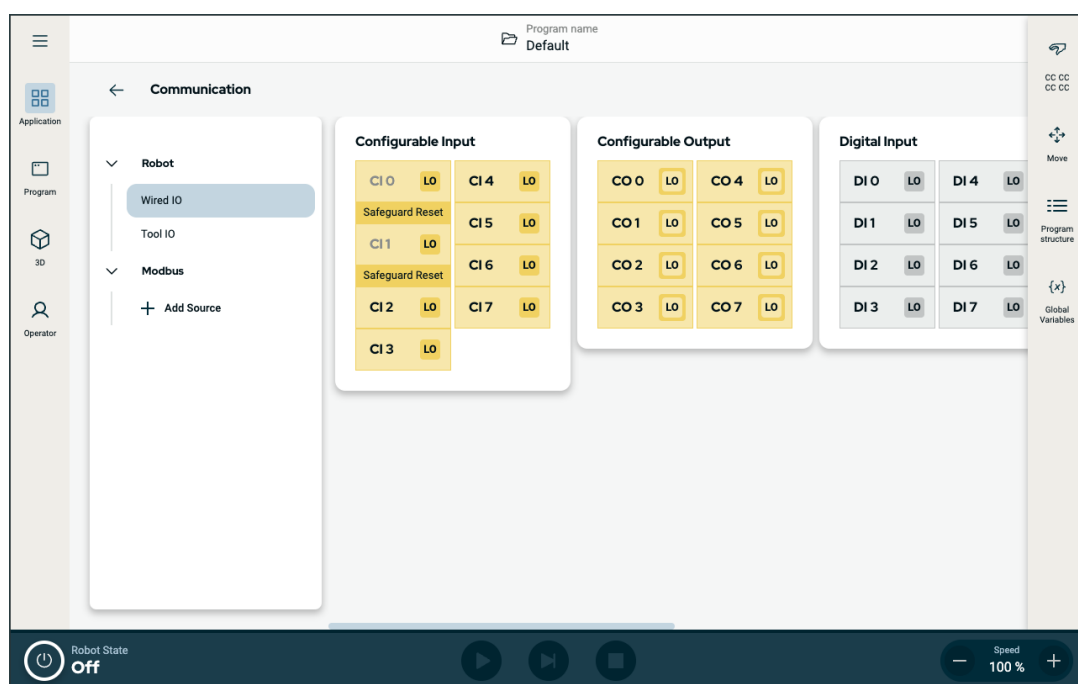 Program name
Default
Application
Program
3D
Operator
Communication
Robot
Wired IO
Tool IO
Modbus
Add Source
Configurable Input
CI 0 LO CI 4 LO
Safeguard Reset
CI 5 LO
CI 1 LO
CI 6 LO
Safeguard Reset
CI 2 LO CI 7 LO
CI 3 LO
Configurable Output
CO 0 LO CO 4 LO
CO 1 LO CO 5 LO
CO 2 LO CO 6 LO
CO 3 LO CO 7 LO
Digital Input
DI 0 LO DI 4 LO
DI 1 LO DI 5 LO
DI 2 LO DI 6 LO
DI 3 LO DI 7 LO
CC CC
CC CC
Move
Program
structure
{x}
Global
Variables
Robot State
Off
Speed
100 %